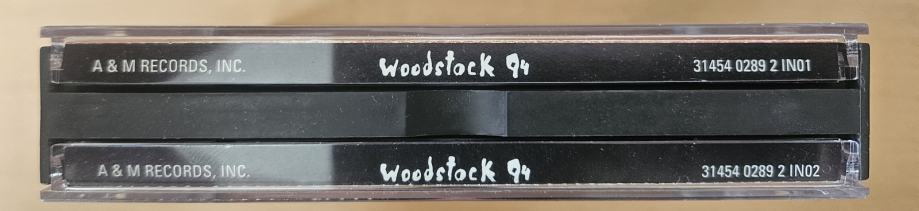 A & M RECORDS, INC. Woodstock 94 31454 0289 2 IN01
A & M RECORDS, INC. Woodstock 94 31454 0289 2 IN02